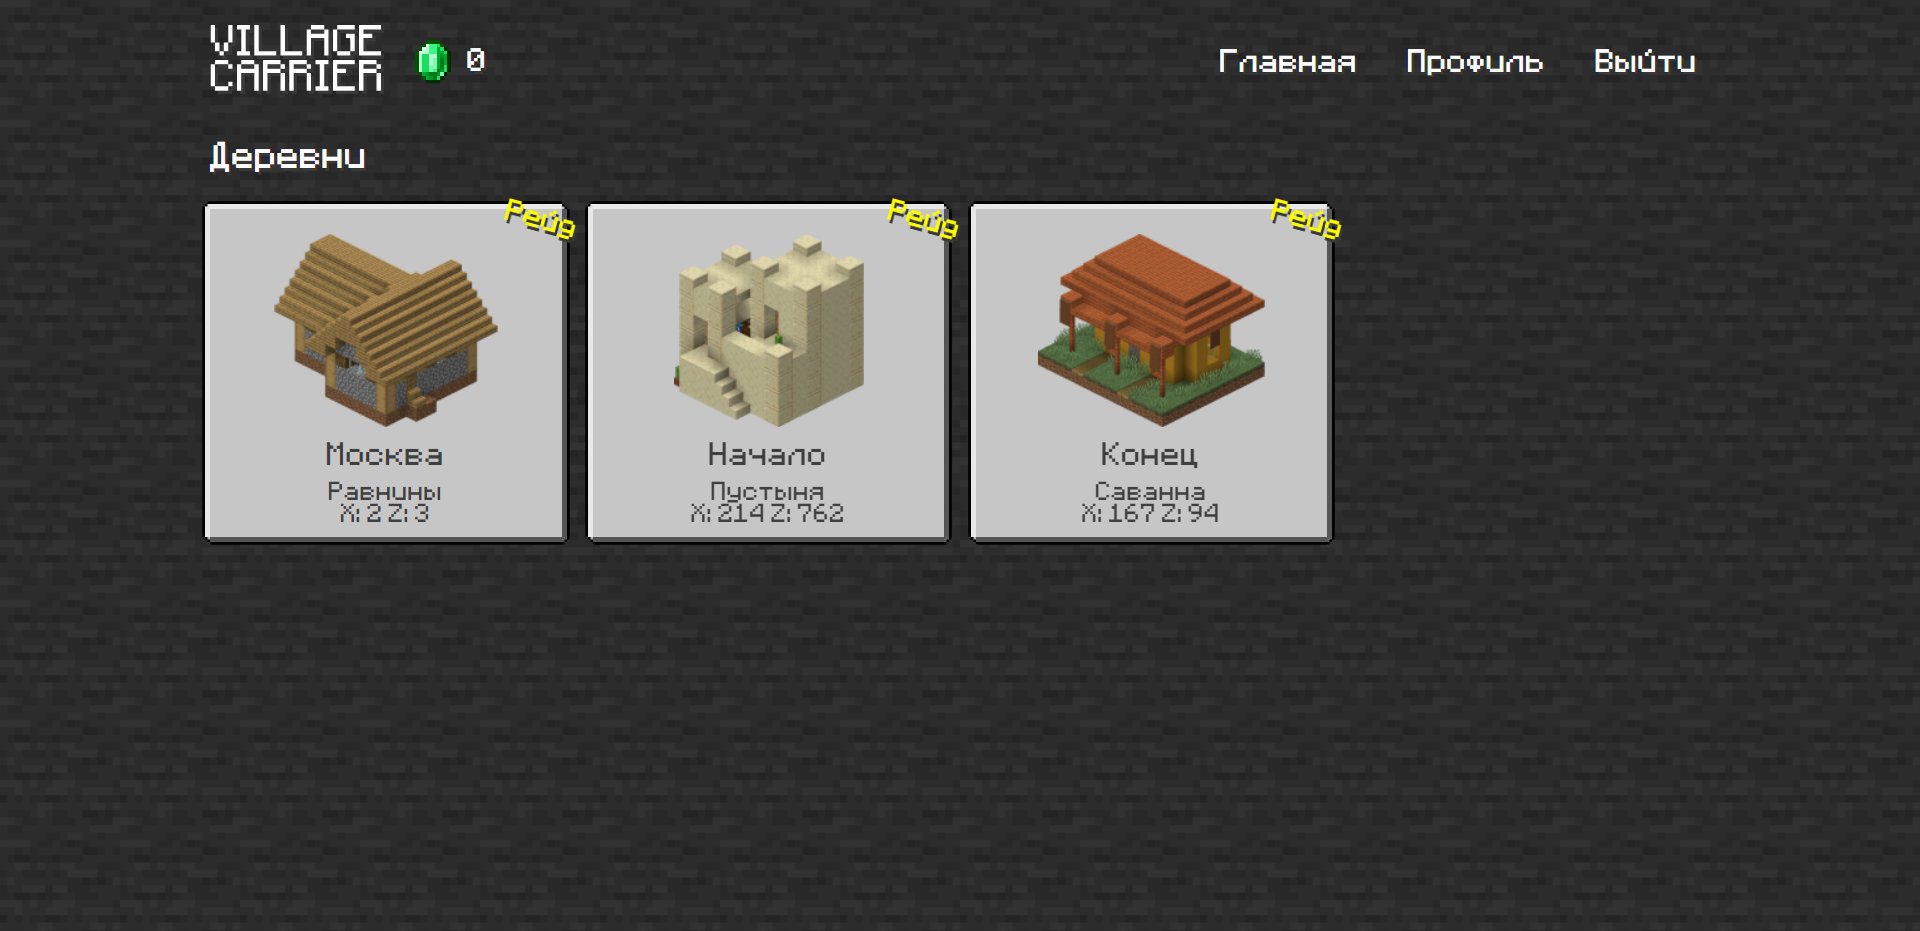 VILLAGE
CARRIER
0
Главная
Профиль
Выйти
Деревни
Рейд
Москва
Равнины
X: 2 Z: 3
Рейд
Начало
Пустыня
X: 214 Z: 762
Рейд
Конец
Саванна
X: 167 Z: 94